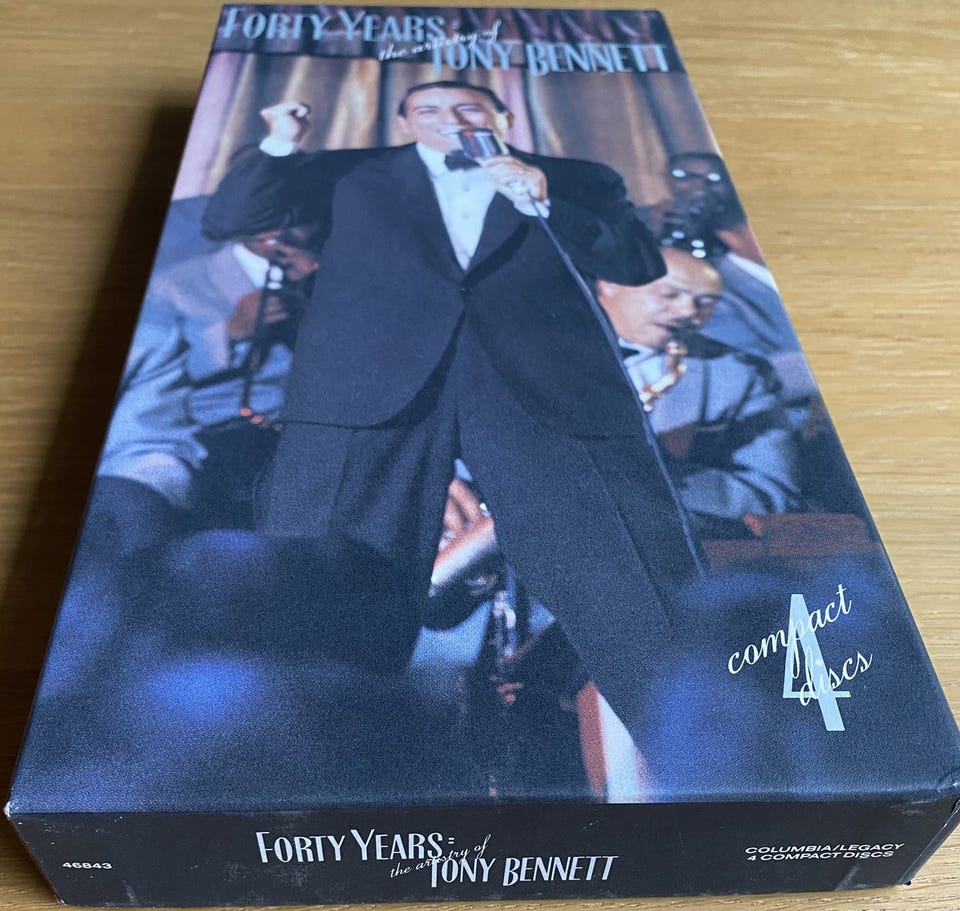 FORTY YEARS:
the artistry of
TONY BENNETT
compact
4
discs
46843
FORTY YEARS:
the artistry of
TONY BENNETT
COLUMBIA/LEGACY
4 COMPACT DISCS